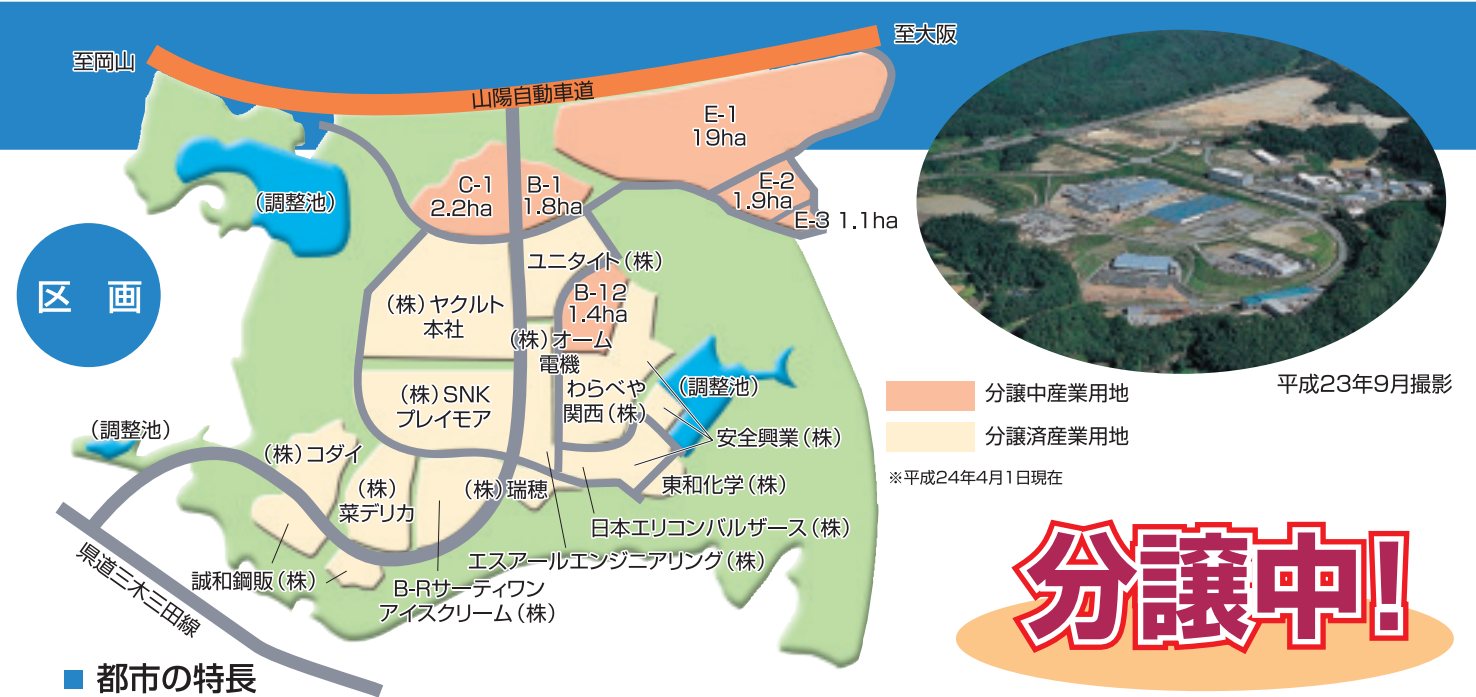 至岡山
至大阪
山陽自動車道
E-1
19ha
E-2
1.9ha
E-3 1.1ha
C-1
2.2ha
B-1
1.8ha
(調整池)
区 画
ユニタイト(株)
B-12
1.4ha
(株)ヤクルト
本社
(株)オーム
電機
(株)SNK
プレイモア
わらべや
関西(株)
(調整池)
安全興業(株)
(調整池)
(株)コダイ
(株)
菜デリカ
(株)瑞穂
東和化学(株)
日本エリコンバルザース(株)
エスアールエンジニアリング(株)
誠和鋼販(株)
B-Rサーティワン
アイスクリーム(株)
県道三木三田線
平成23年9月撮影
分譲中産業用地
分譲済産業用地
※平成24年4月1日現在
分譲中!
■ 都市の特長